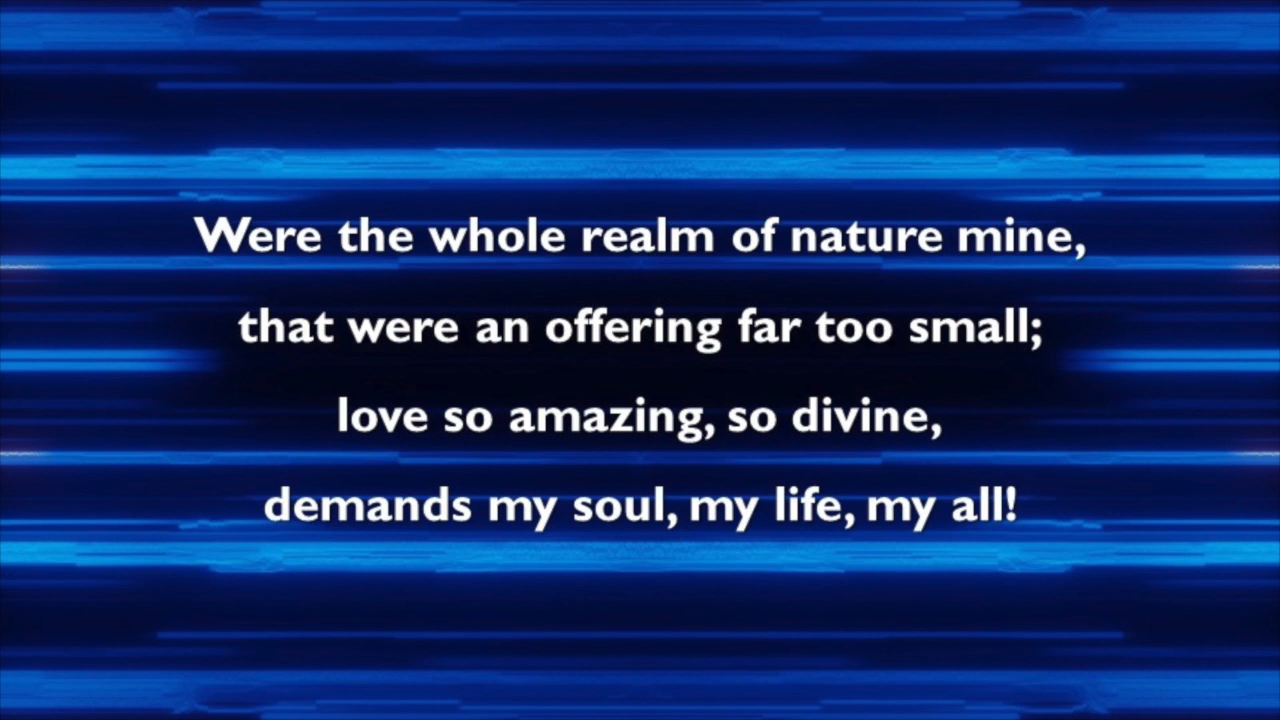 Were the whole realm of nature mine,
that were an offering far too small;
love so amazing, so divine,
demands my soul, my life, my all!